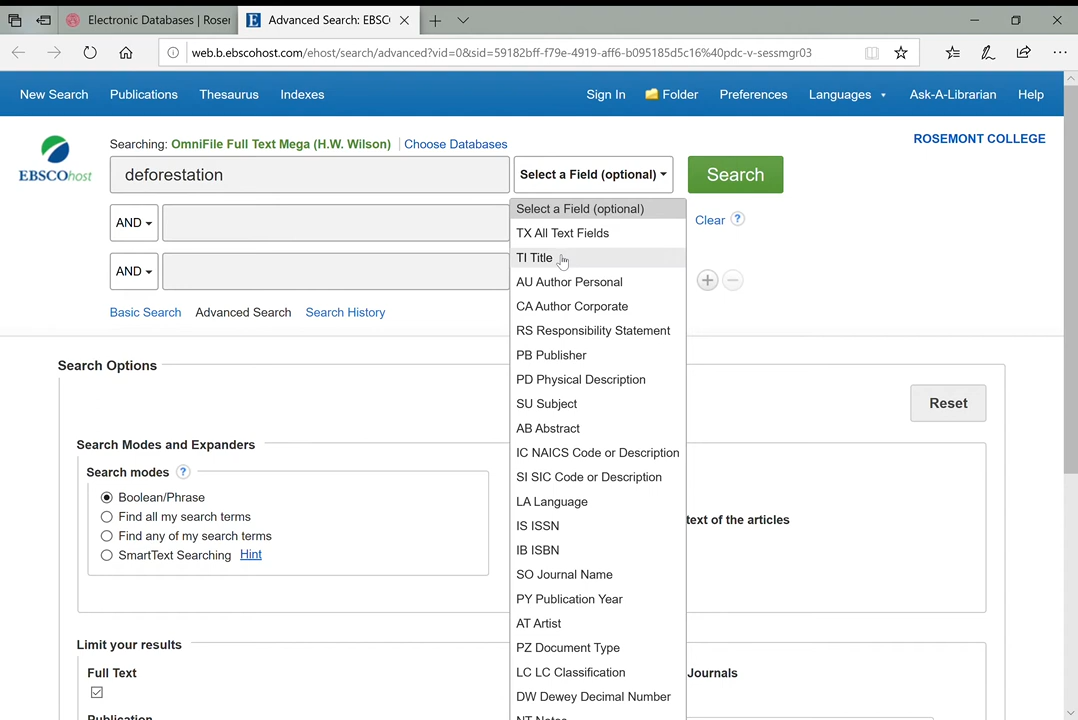 Electronic Databases | Roser
Advanced Search: EBSC
web.b.ebscohost.com/ehost/search/advanced?vid=0&sid=59182bff-f79e-4919-aff6-b095185d5c16%40pdc-v-sessmgr03
New Search Publications Thesaurus Indexes Sign In Folder Preferences Languages Ask-A-Librarian Help
Searching: OmniFile Full Text Mega (H.W. Wilson) Choose Databases
ROSEMONT COLLEGE
EBSCOhost
deforestation Select a Field (optional) Search
Select a Field (optional)
AND
Clear ?
TX All Text Fields
TI Title
AND
AU Author Personal
CA Author Corporate
Basic Search Advanced Search Search History
RS Responsibility Statement
PB Publisher
Search Options
PD Physical Description
SU Subject
Reset
AB Abstract
Search Modes and Expanders
IC NAICS Code or Description
Search modes ?
SI SIC Code or Description
Boolean/Phrase
LA Language
Find all my search terms
text of the articles
IS ISSN
Find any of my search terms
IB ISBN
SmartText Searching Hint
SO Journal Name
PY Publication Year
AT Artist
Limit your results
PZ Document Type
Full Text
LC LC Classification
Journals
DW Dewey Decimal Number
Publication
NT Notes